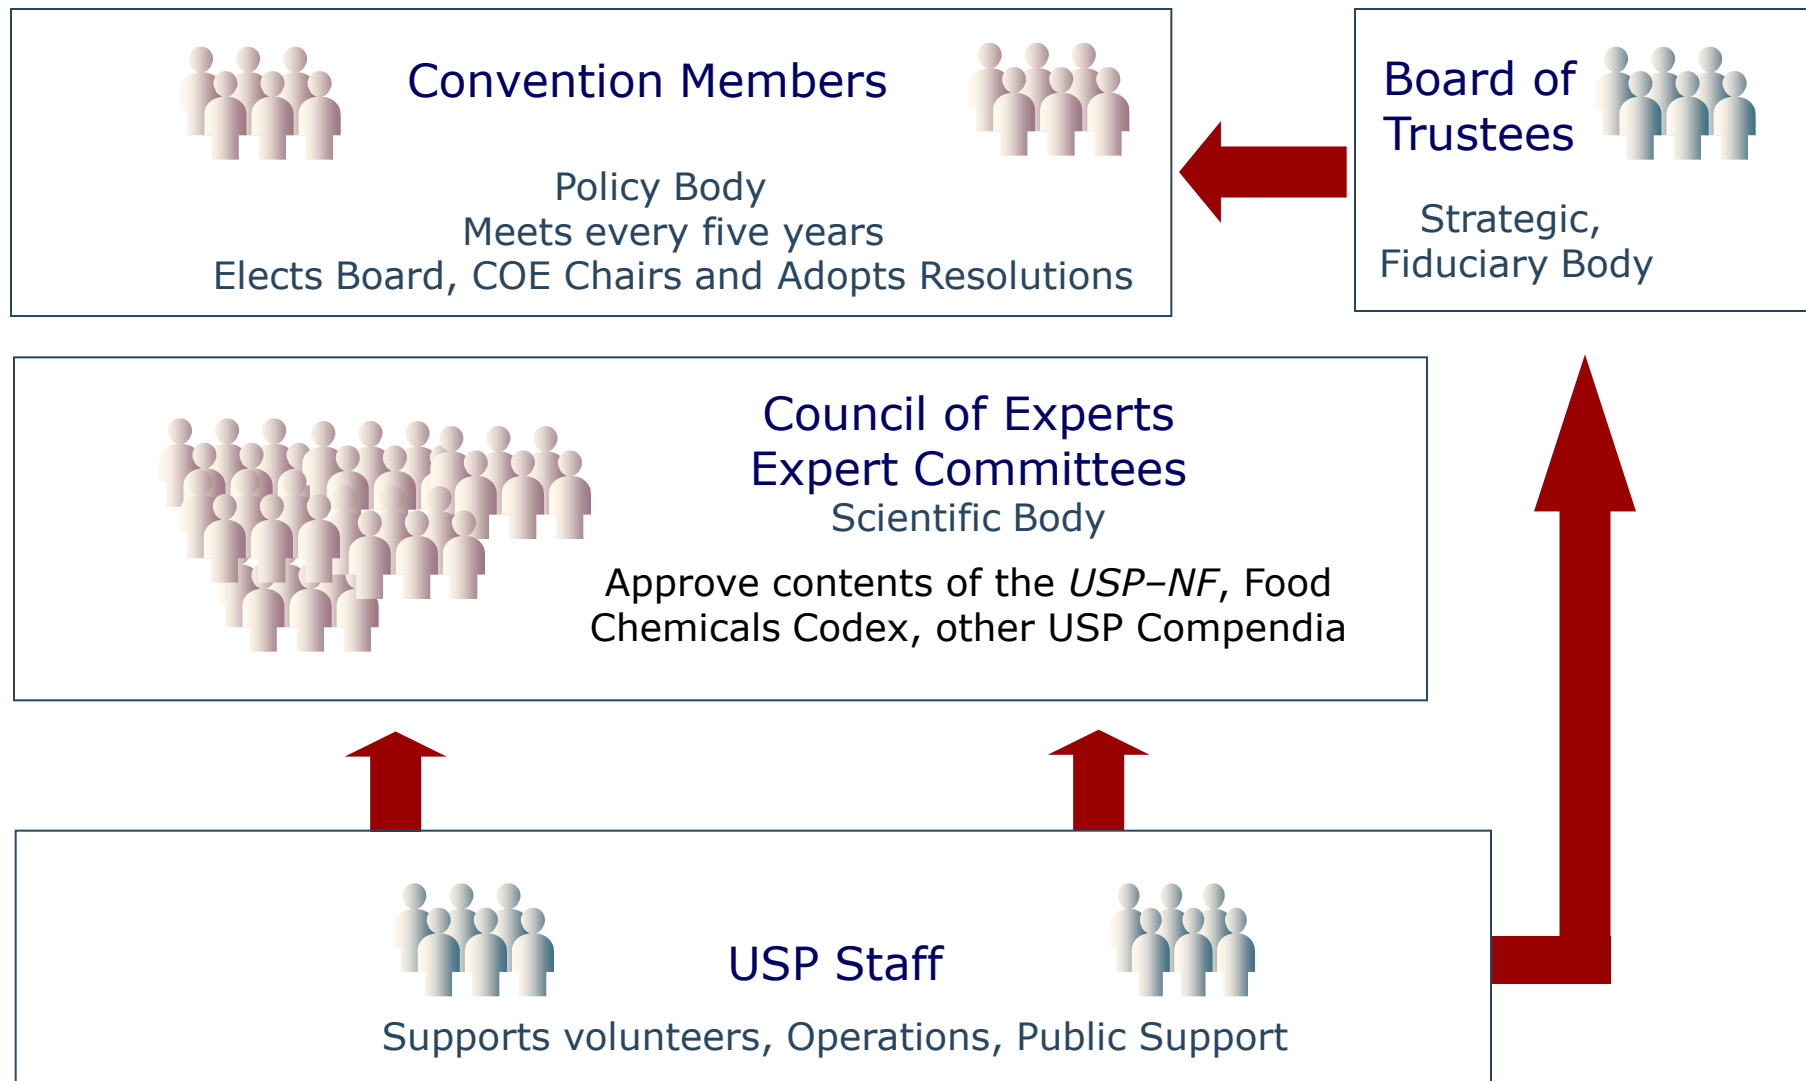 Convention Members
Policy Body
Meets every five years
Elects Board, COE Chairs and Adopts Resolutions
Board of
Trustees
Strategic,
Fiduciary Body
Council of Experts
Expert Committees
Scientific Body
Approve contents of the USP–NF, Food
Chemicals Codex, other USP Compendia
USP Staff
Supports volunteers, Operations, Public Support